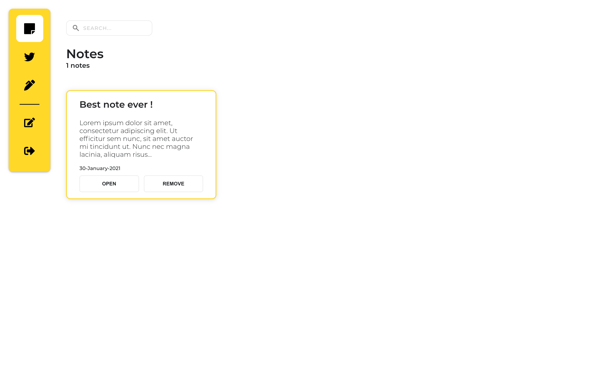 SEARCH...
Notes
1 notes
Best note ever !
Lorem ipsum dolor sit amet,
consectetur adipiscing elit. Ut
efficitur sem nunc, sit amet auctor
mi tincidunt ut. Nunc nec magna
lacinia, aliquam risus...
30-January-2021
OPEN REMOVE